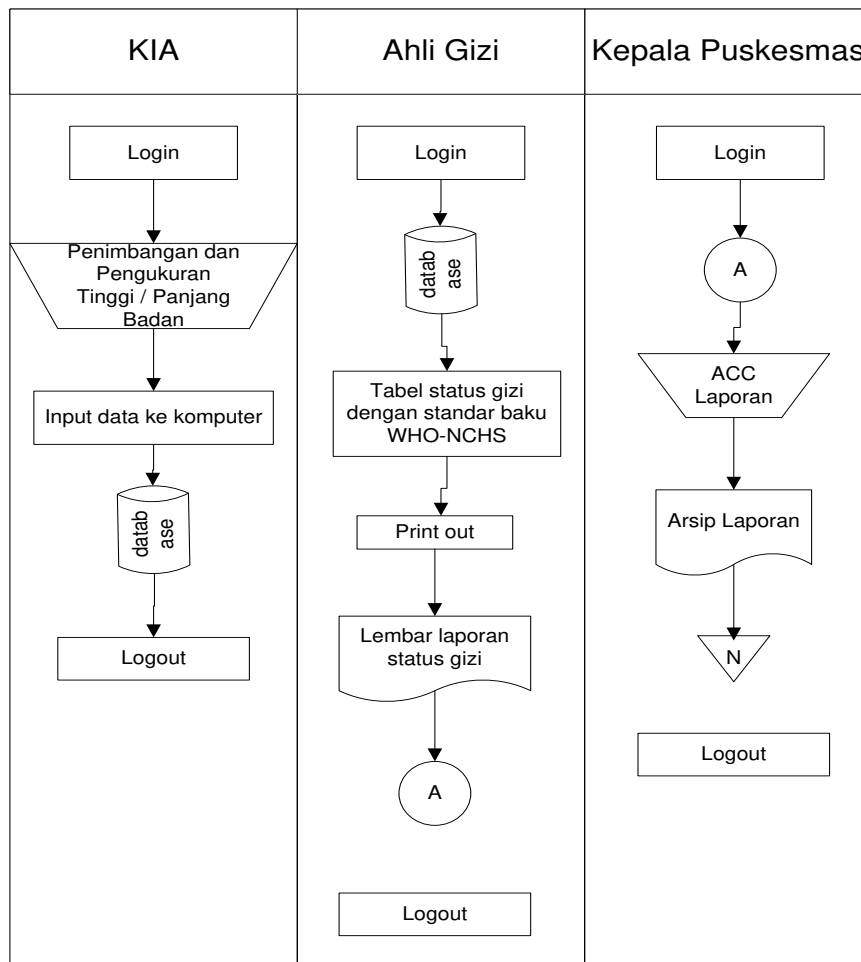 KIA
Login
Penimbangan dan
Pengukuran
Tinggi / Panjang
Badan
Input data ke komputer
datab
ase
Logout
Ahli Gizi
Login
datab
ase
Tabel status gizi
dengan standar baku
WHO-NCHS
Print out
Lembar laporan
status gizi
A
Logout
Kepala Puskesmas
Login
A
ACC
Laporan
Arsip Laporan
N
Logout